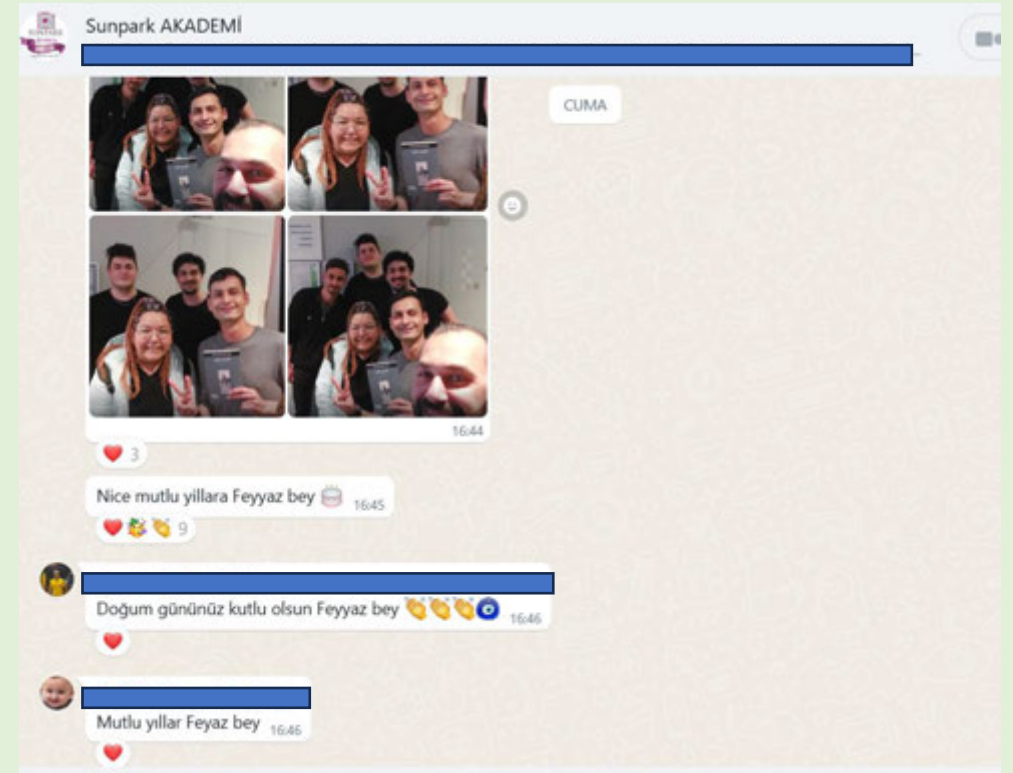 Sunpark AKADEMİ
CUMA
16:44
3
Nice mutlu yillara Feyyaz bey 🎂 16:45
❤️🥳👏 9
Doğum gününüz kutlu olsun Feyyaz bey 👏👏👏🧿 16:46
Mutlu yıllar Feyaz bey 16:46